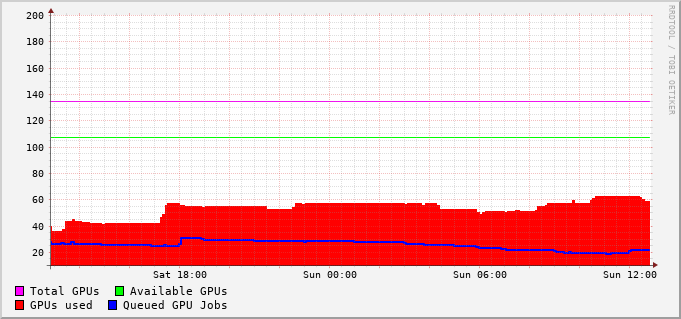 200
180
160
140
120
100
80
60
40
20
Sat 18:00 Sun 00:00 Sun 06:00 Sun 12:00
Total GPUs Available GPUs
GPUs used Queued GPU Jobs
RRDTOOL / TOBI OETIKER